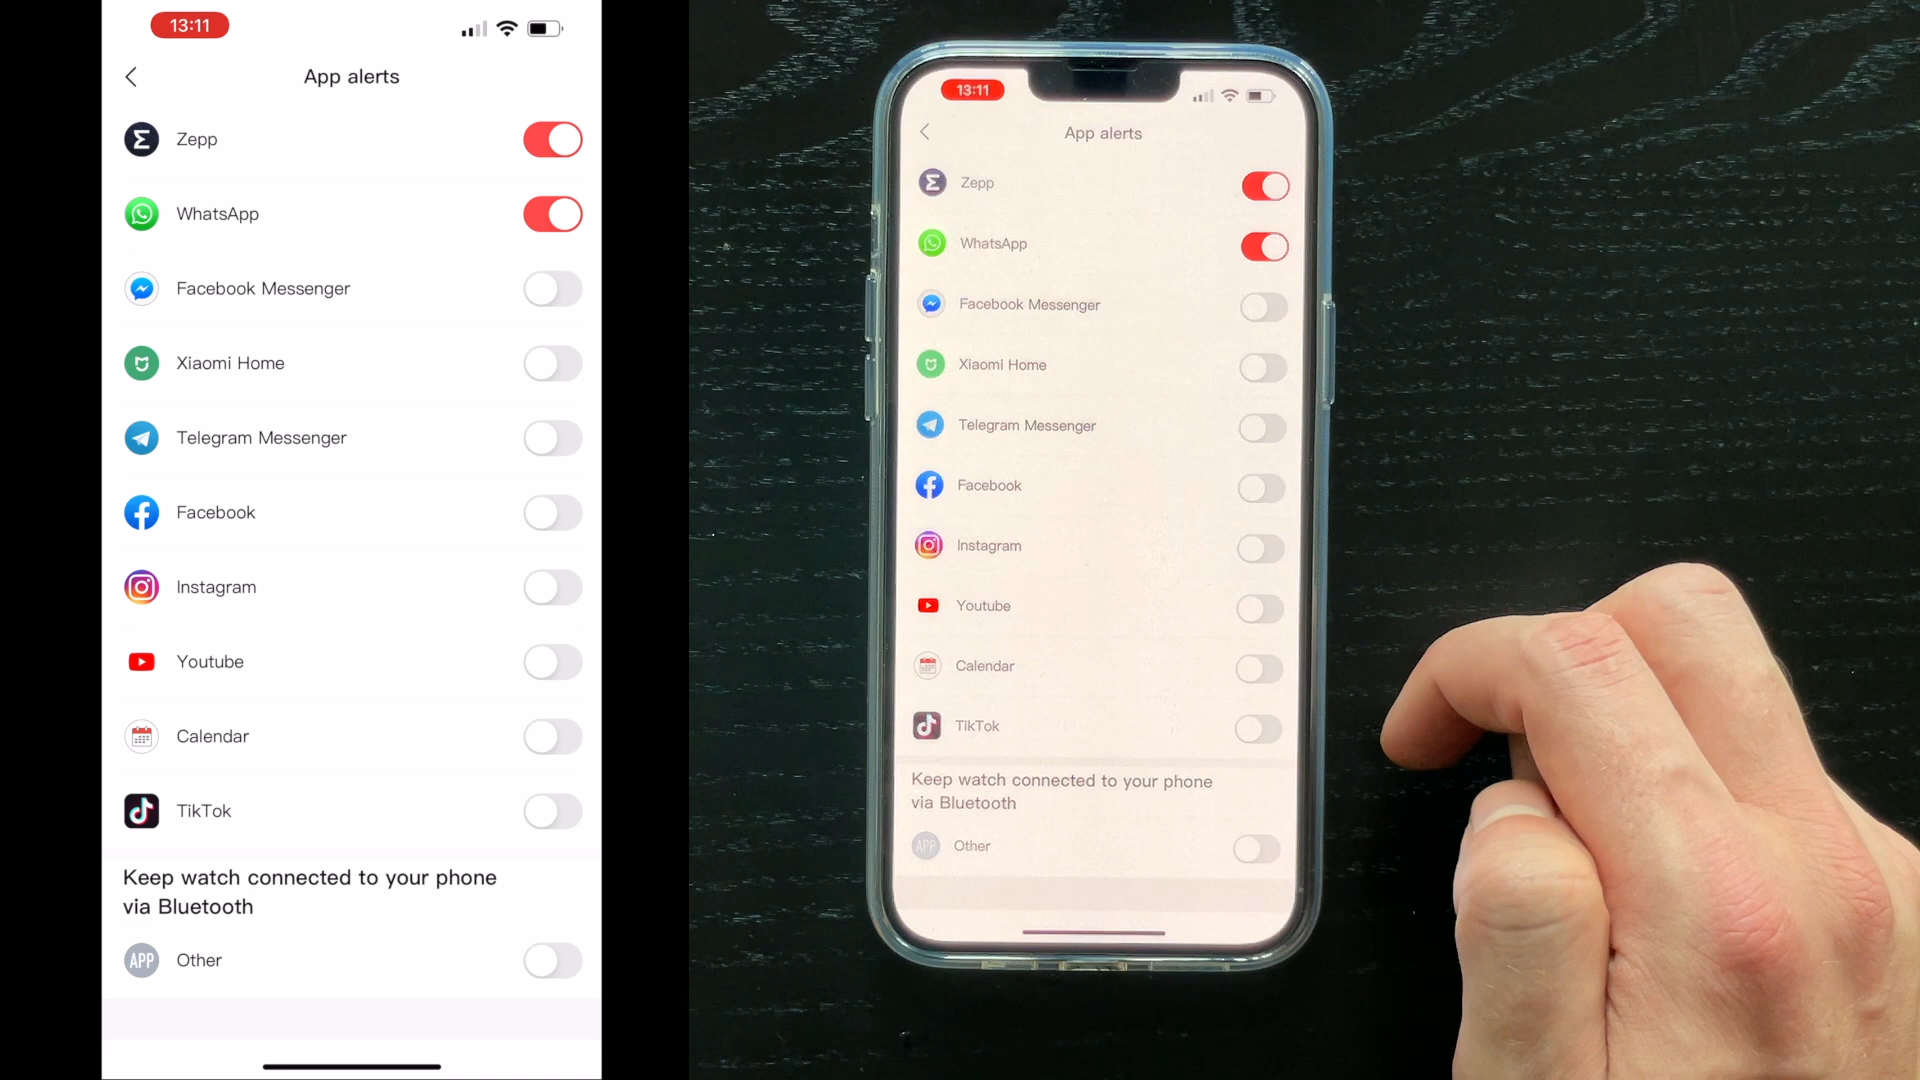 13:11
App alerts
Zepp
WhatsApp
Facebook Messenger
Xiaomi Home
Telegram Messenger
Facebook
Instagram
Youtube
Calendar
TikTok
Keep watch connected to your phone
via Bluetooth
APP Other
13:11
App alerts
Zepp
WhatsApp
Facebook Messenger
Xiaomi Home
Telegram Messenger
Facebook
Instagram
Youtube
Calendar
TikTok
Keep watch connected to your phone
via Bluetooth
APP Other